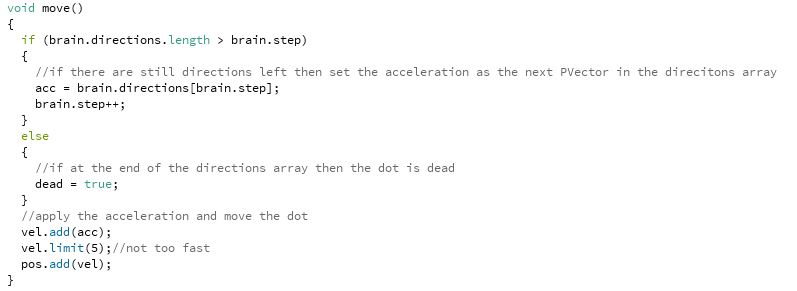 void move()
{
  if (brain.directions.length > brain.step)
  {
    //if there are still directions left then set the acceleration as the next PVector in the direcitons array
    acc = brain.directions[brain.step];
    brain.step++;
  }
  else
  {
    //if at the end of the directions array then the dot is dead
    dead = true;
  }
  //apply the acceleration and move the dot
  vel.add(acc);
  vel.limit(5);//not too fast
  pos.add(vel);
}